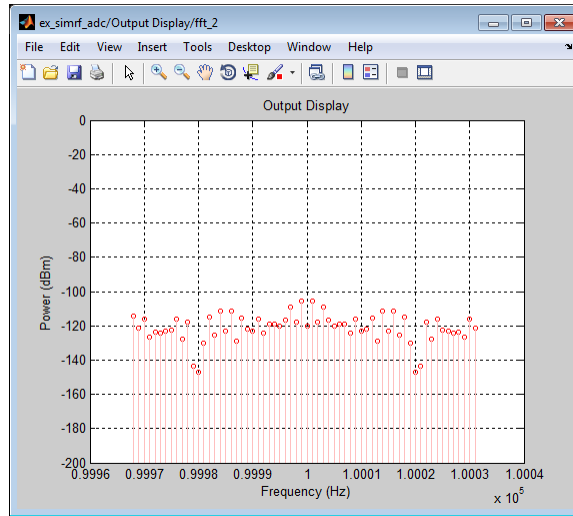 ex_simrf_adc/Output Display/fft_2
File Edit View Insert Tools Desktop Window Help
Output Display
0
-20
-40
-60
-80
-100
-120
-140
-160
-180
-200
Power (dBm)
0.9996 0.9997 0.9998 0.9999 1 1.0001 1.0002 1.0003 1.0004
Frequency (Hz)
x 10^5